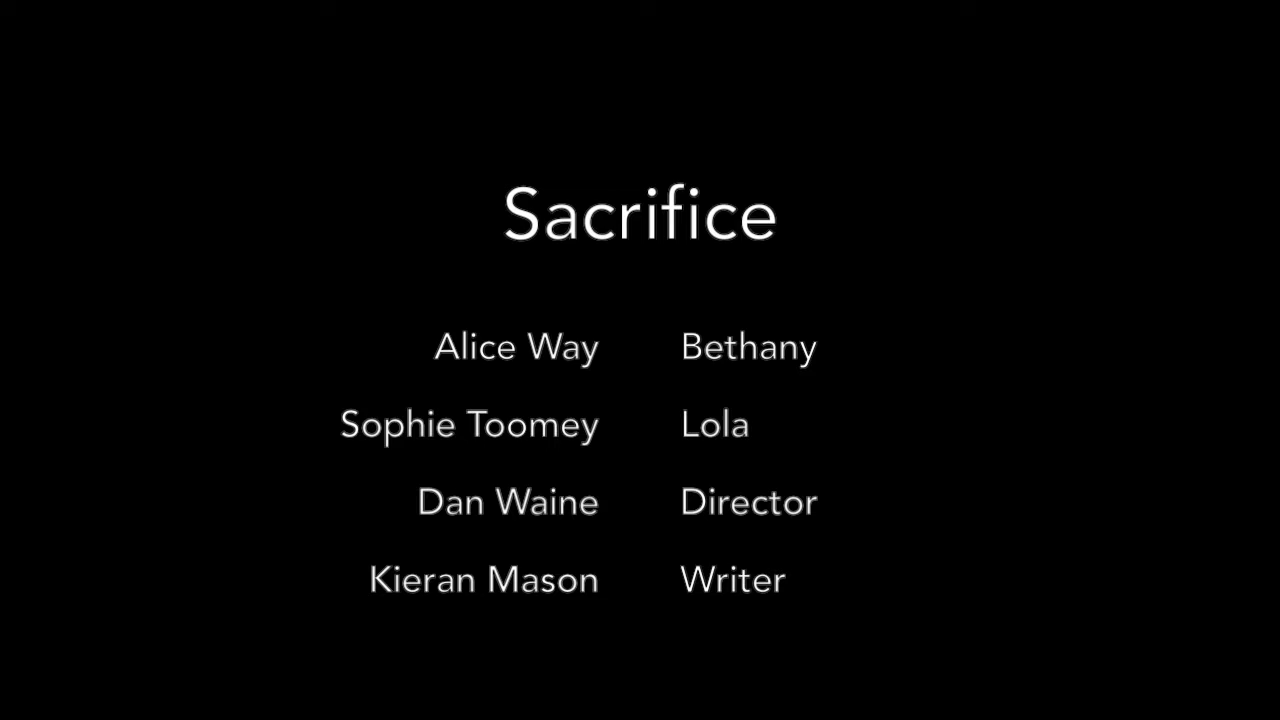 Sacrifice
Alice Way Bethany
Sophie Toomey Lola
Dan Waine Director
Kieran Mason Writer